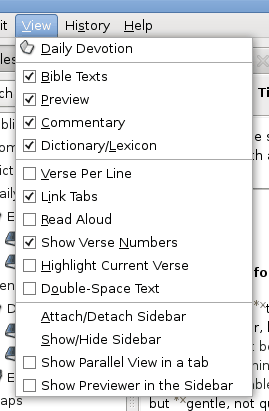 it View History Help
Daily Devotion
Bible Texts
Preview
Commentary
Dictionary/Lexicon
Verse Per Line
Link Tabs
Read Aloud
Show Verse Numbers
Highlight Current Verse
Double-Space Text
Attach/Detach Sidebar
Show/Hide Sidebar
Show Parallel View in a tab
Show Previewer in the Sidebar
but *×gentle, not qu